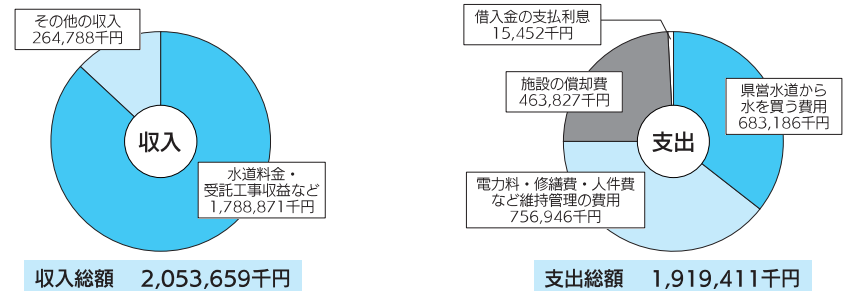 その他の収入
264,788千円
収入
水道料金・
受託工事収益など
1,788,871千円
収入総額 2,053,659千円
借入金の支払利息
15,452千円
施設の償却費
463,827千円
県営水道から
水を買う費用
683,186千円
支出
電力料・修繕費・人件費
など維持管理の費用
756,946千円
支出総額 1,919,411千円